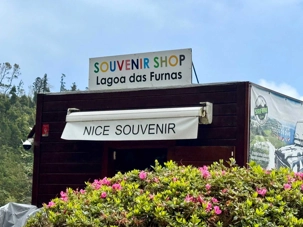 SOUVENIR SHOP
Lagoa das Furnas
NICE SOUVENIR